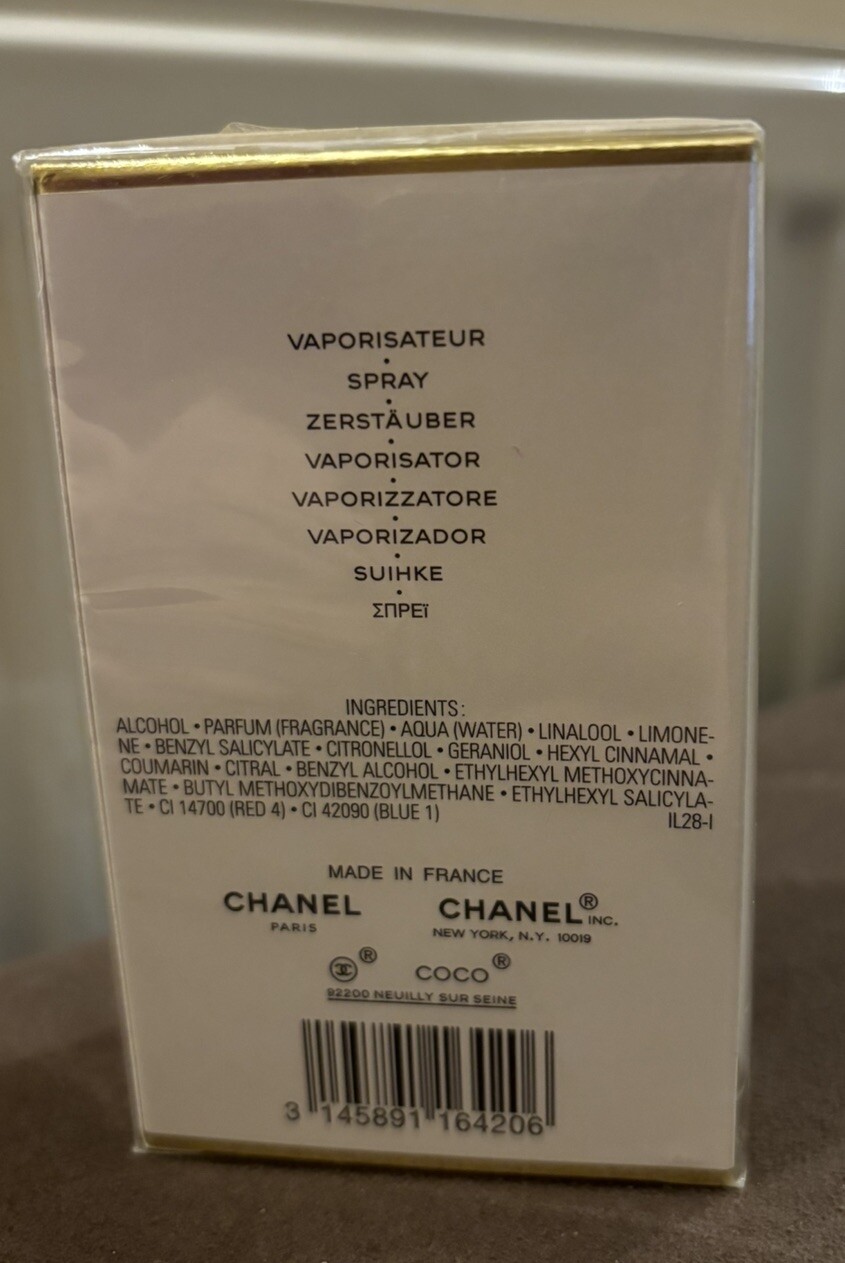 VAPORISATEUR
•
SPRAY
•
ZERSTÄUBER
•
VAPORISATOR
•
VAPORIZZATORE
•
VAPORIZADOR
•
SUIHKE
•
ΣΠΡΕΪ
INGREDIENTS:
ALCOHOL • PARFUM (FRAGRANCE) • AQUA (WATER) • LINALOOL • LIMONE-
NE • BENZYL SALICYLATE • CITRONELLOL • GERANIOL • HEXYL CINNAMAL •
COUMARIN • CITRAL • BENZYL ALCOHOL • ETHYLHEXYL METHOXYCINNA-
MATE • BUTYL METHOXYDIBENZOYLMETHANE • ETHYLHEXYL SALICYLA-
TE • CI 14700 (RED 4) • CI 42090 (BLUE 1) IL28-I
MADE IN FRANCE
CHANEL CHANEL® INC.
PARIS NEW YORK, N.Y. 10019
® COCO®
92200 NEUILLY SUR SEINE
3 145891 164206